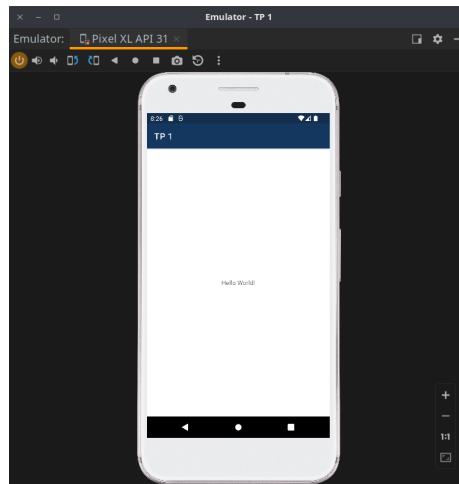 Emulator - TP 1
Emulator: Pixel XL API 31
8:26
TP 1
Hello World!
1:1